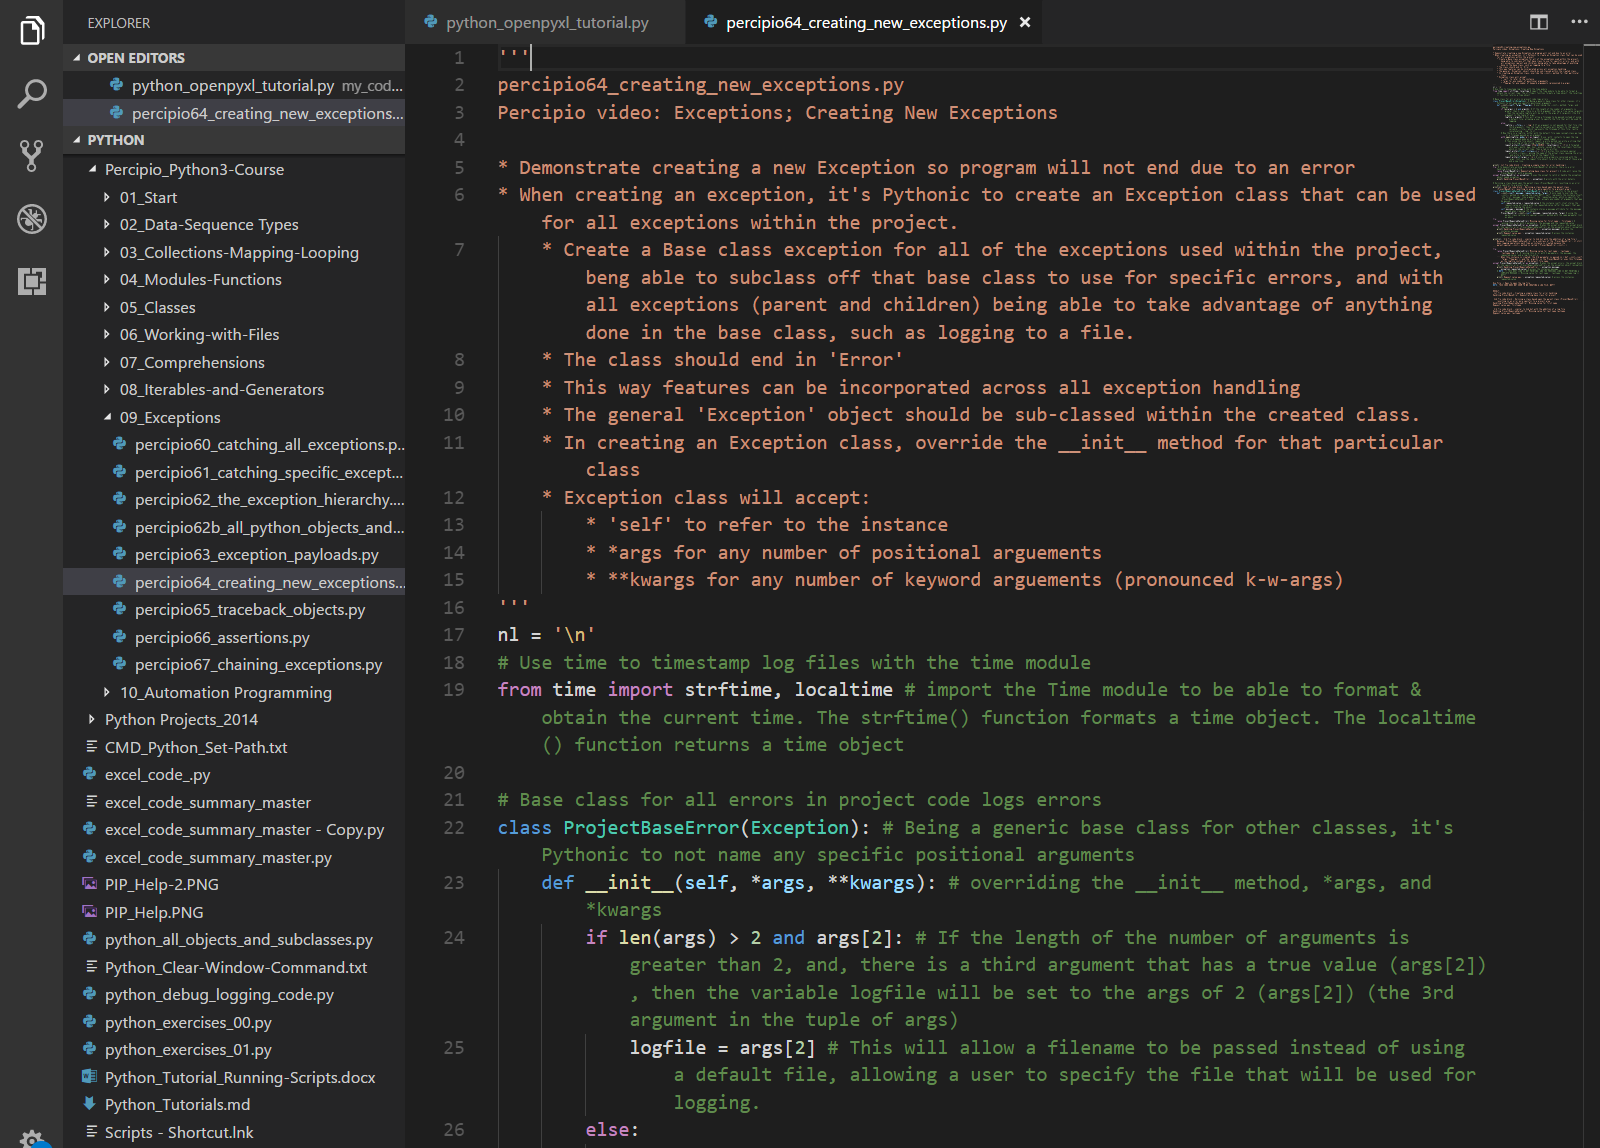 EXPLORER
OPEN EDITORS
python_openpyxl_tutorial.py my_cod...
percipio64_creating_new_exceptions...
PYTHON
Percipio_Python3-Course
01_Start
02_Data-Sequence Types
03_Collections-Mapping-Looping
04_Modules-Functions
05_Classes
06_Working-with-Files
07_Comprehensions
08_Iterables-and-Generators
09_Exceptions
percipio60_catching_all_exceptions.p...
percipio61_catching_specific_except...
percipio62_the_exception_hierarchy....
percipio62b_all_python_objects_and...
percipio63_exception_payloads.py
percipio64_creating_new_exceptions...
percipio65_traceback_objects.py
percipio66_assertions.py
percipio67_chaining_exceptions.py
10_Automation Programming
Python Projects_2014
CMD_Python_Set-Path.txt
excel_code_.py
excel_code_summary_master
excel_code_summary_master - Copy.py
excel_code_summary_master.py
PIP_Help-2.PNG
PIP_Help.PNG
python_all_objects_and_subclasses.py
Python_Clear-Window-Command.txt
python_debug_logging_code.py
python_exercises_00.py
python_exercises_01.py
Python_Tutorial_Running-Scripts.docx
Python_Tutorials.md
Scripts - Shortcut.lnk
python_openpyxl_tutorial.py
percipio64_creating_new_exceptions.py
1 '''
2 percipio64_creating_new_exceptions.py
3 Percipio video: Exceptions; Creating New Exceptions
4
5 * Demonstrate creating a new Exception so program will not end due to an error
6 * When creating an exception, it's Pythonic to create an Exception class that can be used
for all exceptions within the project.
7 * Create a Base class exception for all of the exceptions used within the project,
beng able to subclass off that base class to use for specific errors, and with
all exceptions (parent and children) being able to take advantage of anything
done in the base class, such as logging to a file.
8 * The class should end in 'Error'
9 * This way features can be incorporated across all exception handling
10 * The general 'Exception' object should be sub-classed within the created class.
11 * In creating an Exception class, override the __init__ method for that particular
class
12 * Exception class will accept:
13 * 'self' to refer to the instance
14 * *args for any number of positional arguements
15 * **kwargs for any number of keyword arguements (pronounced k-w-args)
16 '''
17 nl = '\n'
18 # Use time to timestamp log files with the time module
19 from time import strftime, localtime # import the Time module to be able to format &
obtain the current time. The strftime() function formats a time object. The localtime
() function returns a time object
20
21 # Base class for all errors in project code logs errors
22 class ProjectBaseError(Exception): # Being a generic base class for other classes, it's
Pythonic to not name any specific positional arguments
23 def __init__(self, *args, **kwargs): # overriding the __init__ method, *args, and
*kwargs
24 if len(args) > 2 and args[2]: # If the length of the number of arguments is
greater than 2, and, there is a third argument that has a true value (args[2])
, then the variable logfile will be set to the args of 2 (args[2]) (the 3rd
argument in the tuple of args)
25 logfile = args[2] # This will allow a filename to be passed instead of using
a default file, allowing a user to specify the file that will be used for
logging.
26 else: